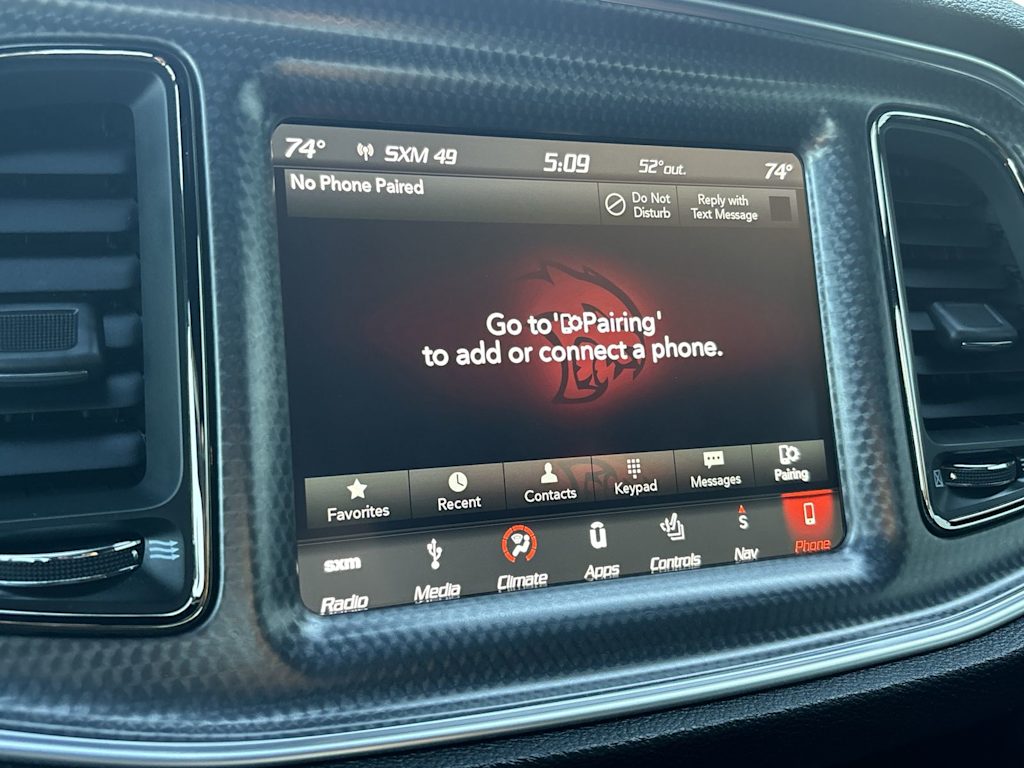 74° SXM 49 5:09 52°out. 74°
No Phone Paired
Do Not
Disturb
Reply with
Text Message
Go to 'Pairing'
to add or connect a phone.
Favorites Recent Contacts Keypad Messages Pairing
sxm
Radio Media Climate Apps Controls Nav Phone